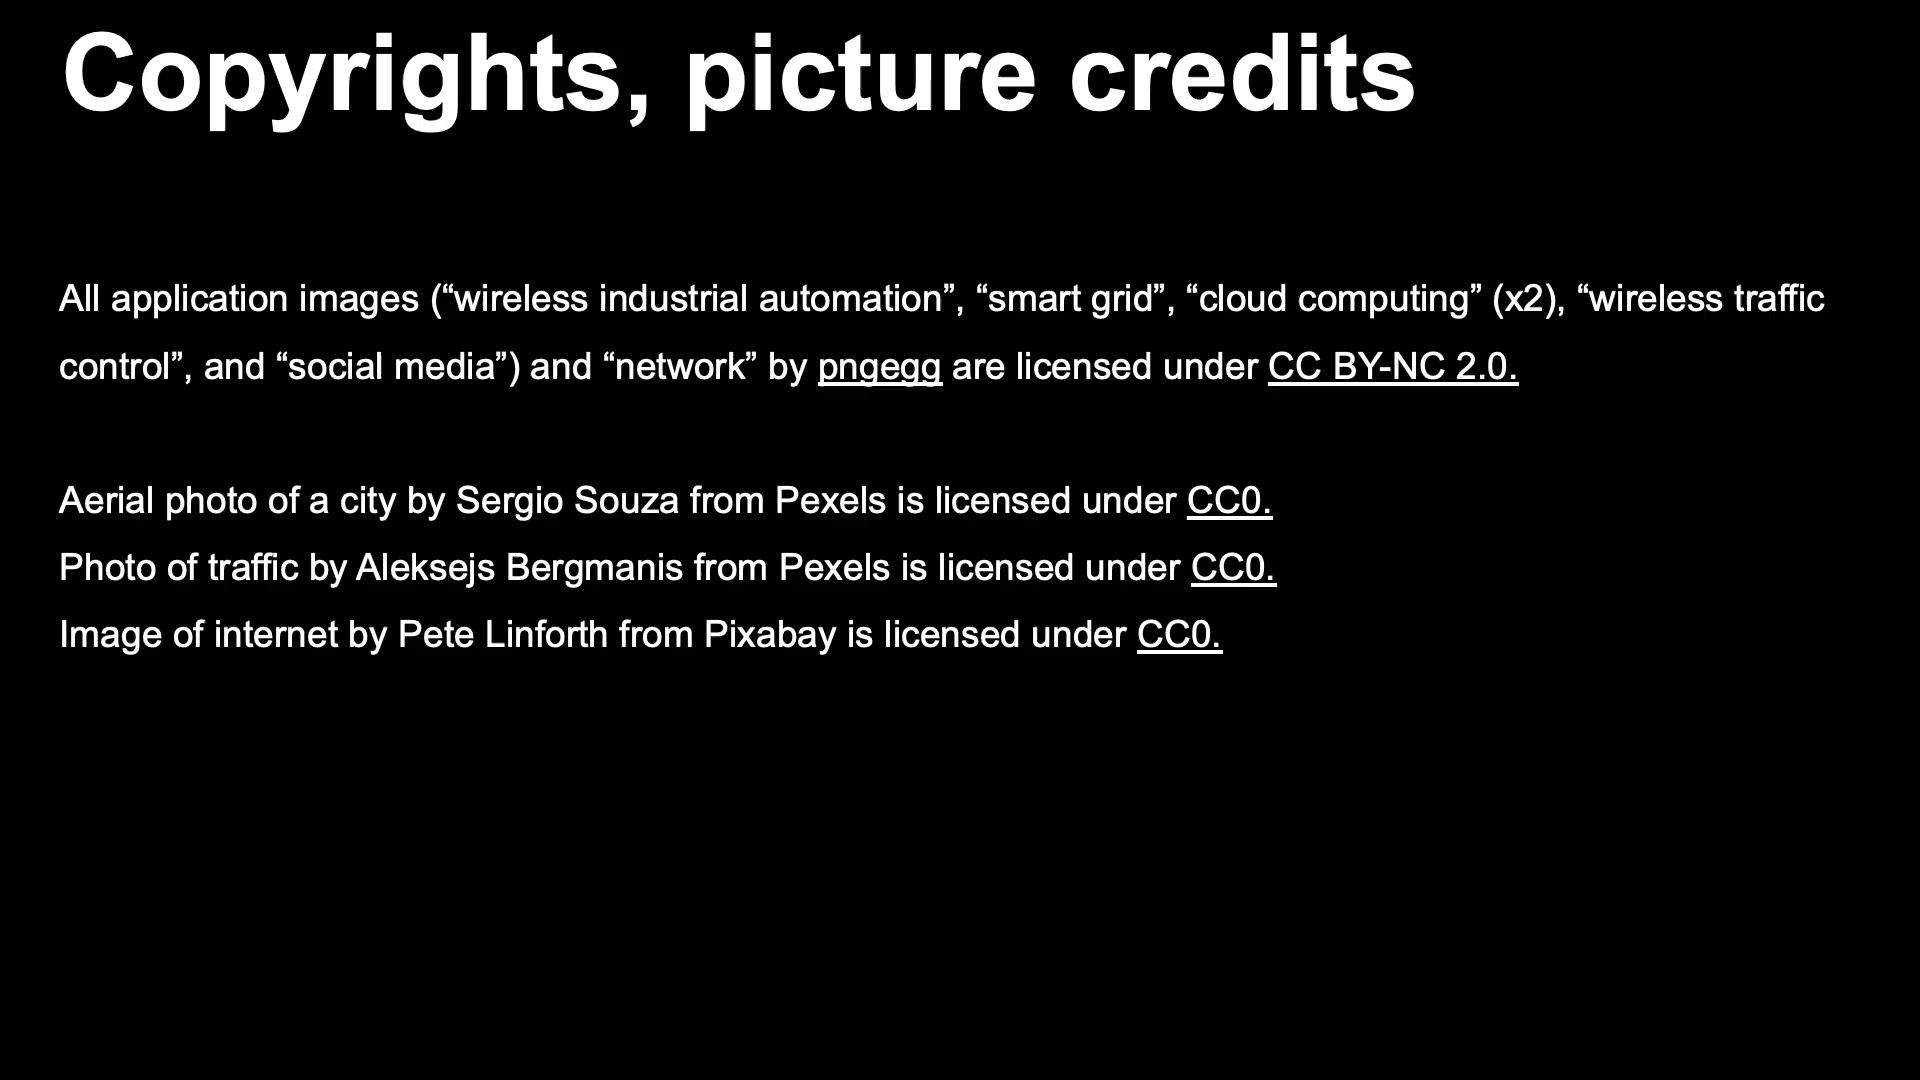 Copyrights, picture credits
All application images (“wireless industrial automation”, “smart grid”, “cloud computing” (x2), “wireless traffic
control”, and “social media”) and “network” by pngegg are licensed under CC BY-NC 2.0.
Aerial photo of a city by Sergio Souza from Pexels is licensed under CC0.
Photo of traffic by Aleksejs Bergmanis from Pexels is licensed under CC0.
Image of internet by Pete Linforth from Pixabay is licensed under CC0.